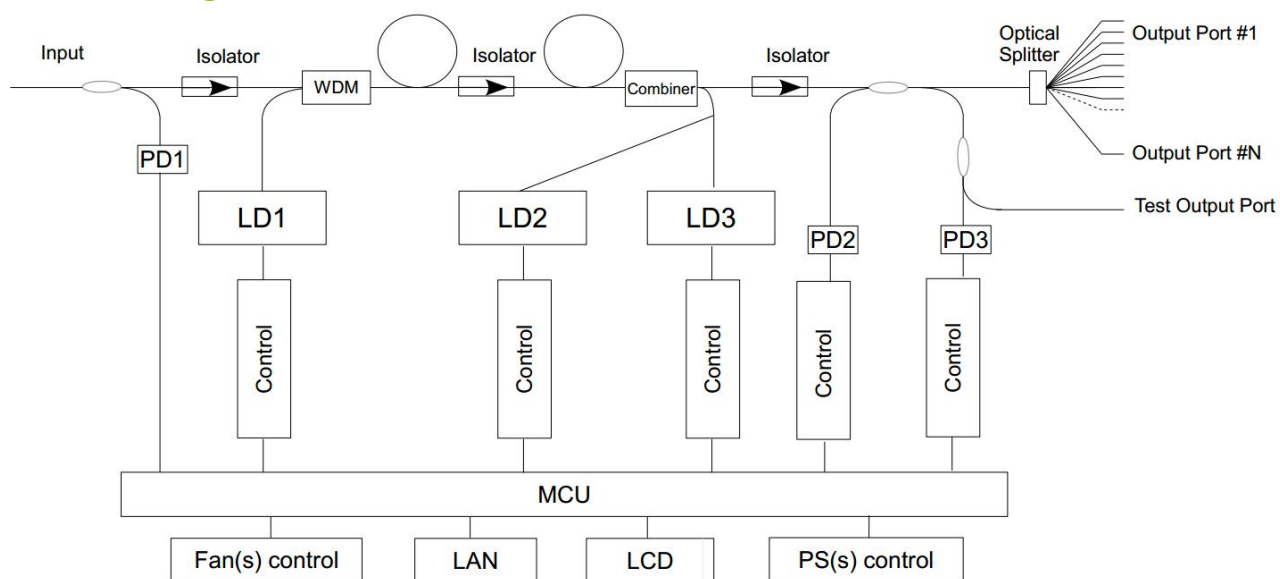 Input
Isolator
WDM
Isolator
Combiner
Isolator
Optical
Splitter
Output Port #1
Output Port #N
Test Output Port
PD1
LD1
LD2
LD3
PD2
PD3
Control
Control
Control
Control
Control
MCU
Fan(s) control
LAN
LCD
PS(s) control